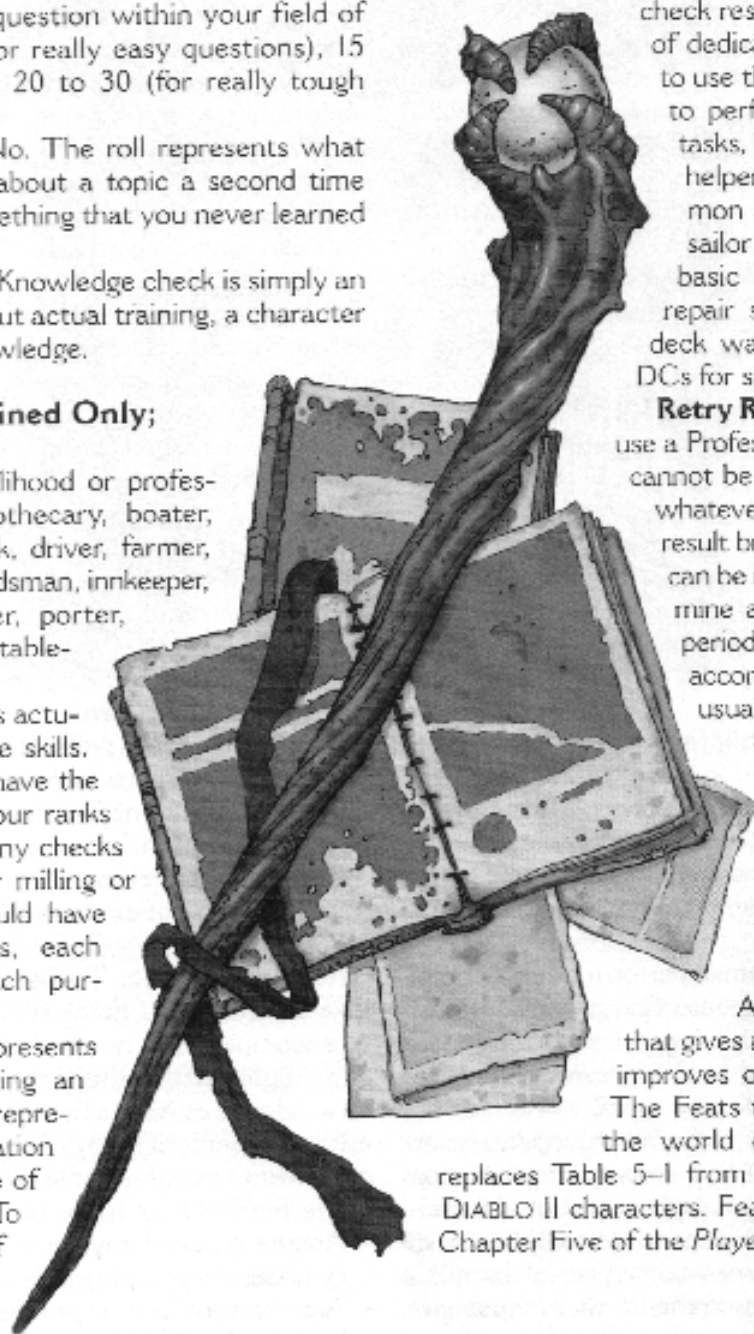 question within your field of
or really easy questions), 15
20 to 30 (for really tough
No. The roll represents what
about a topic a second time
ething that you never learned
Knowledge check is simply an
ut actual training, a character
wledge.
ined Only;
lihood or profes-
othecary, boater,
k, driver, farmer,
dsman, innkeeper,
er, porter,
table-
s actu-
e skills.
have the
our ranks
ny checks
r milling or
uld have
s, each
ach pur-
presents
ing an
repre-
ation
e of
To
f
check res
of dedica
to use th
to perf
tasks,
helper
mon
sailor
basic
repair s
deck wa
DCs for s
Retry R
use a Profes
cannot be
whateve
result be
can be
mine a
period
accor
usua
A
that gives a
improves o
The Feats
the world
replaces Table 5–1 from
DIABLO II characters. Fea
Chapter Five of the Playe